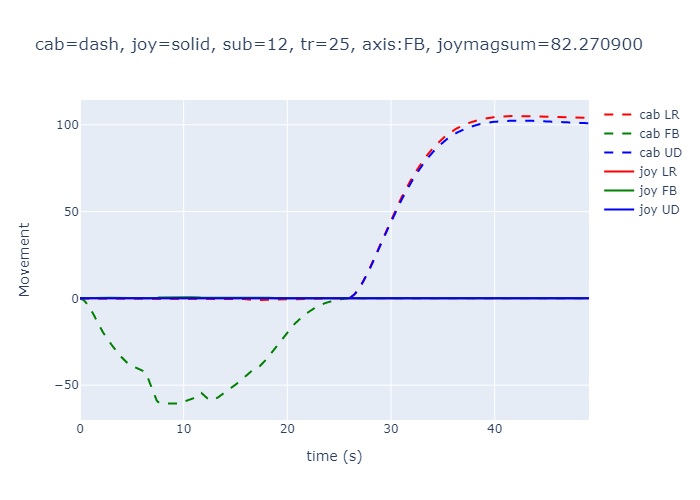 cab=dash, joy=solid, sub=12, tr=25, axis:FB, joymagsum=82.270900
100
50
0
−50
0
10
20
30
40
Movement
time (s)
cab LR
cab FB
cab UD
joy LR
joy FB
joy UD